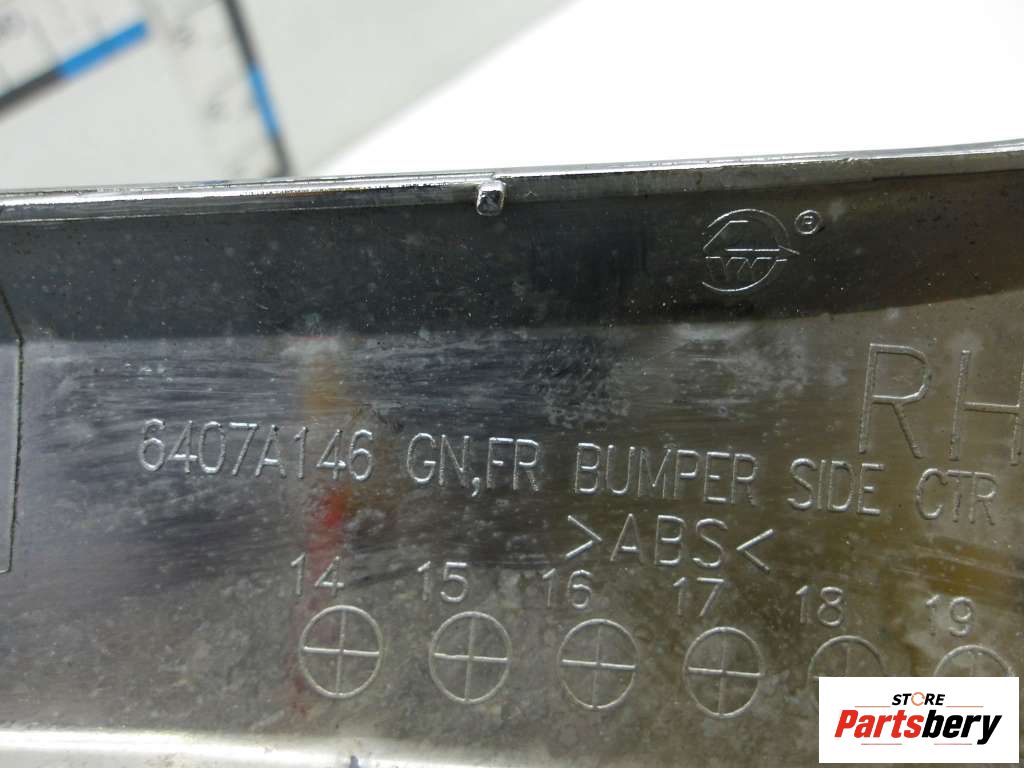 ®
RH
6407A146 GN,FR BUMPER SIDE CTR
>ABS<
14 15 16 17 18 19
STORE
Partsbery